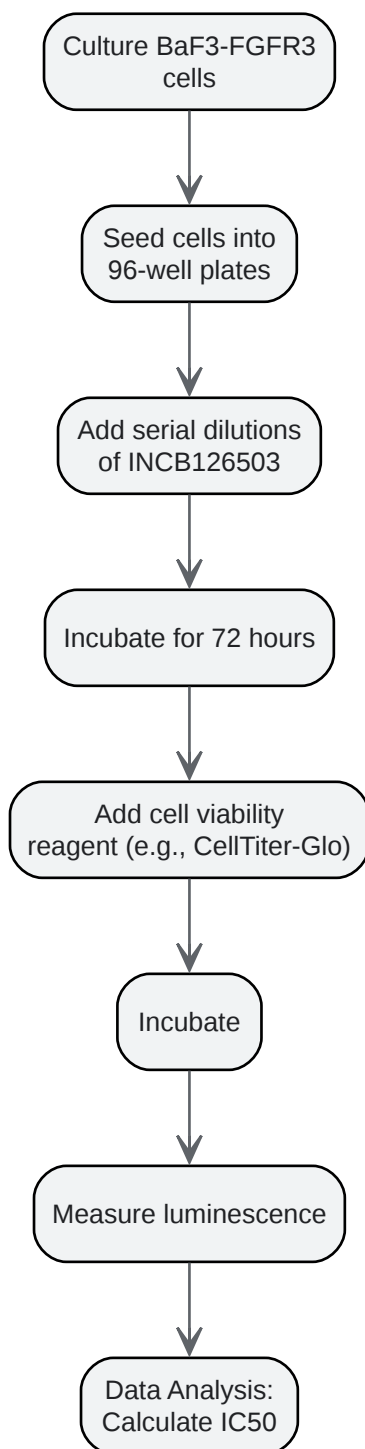 Culture BaF3-FGFR3
cells
Seed cells into
96-well plates
Add serial dilutions
of INCB126503
Incubate for 72 hours
Add cell viability
reagent (e.g., CellTiter-Glo)
Incubate
Measure luminescence
Data Analysis:
Calculate IC50